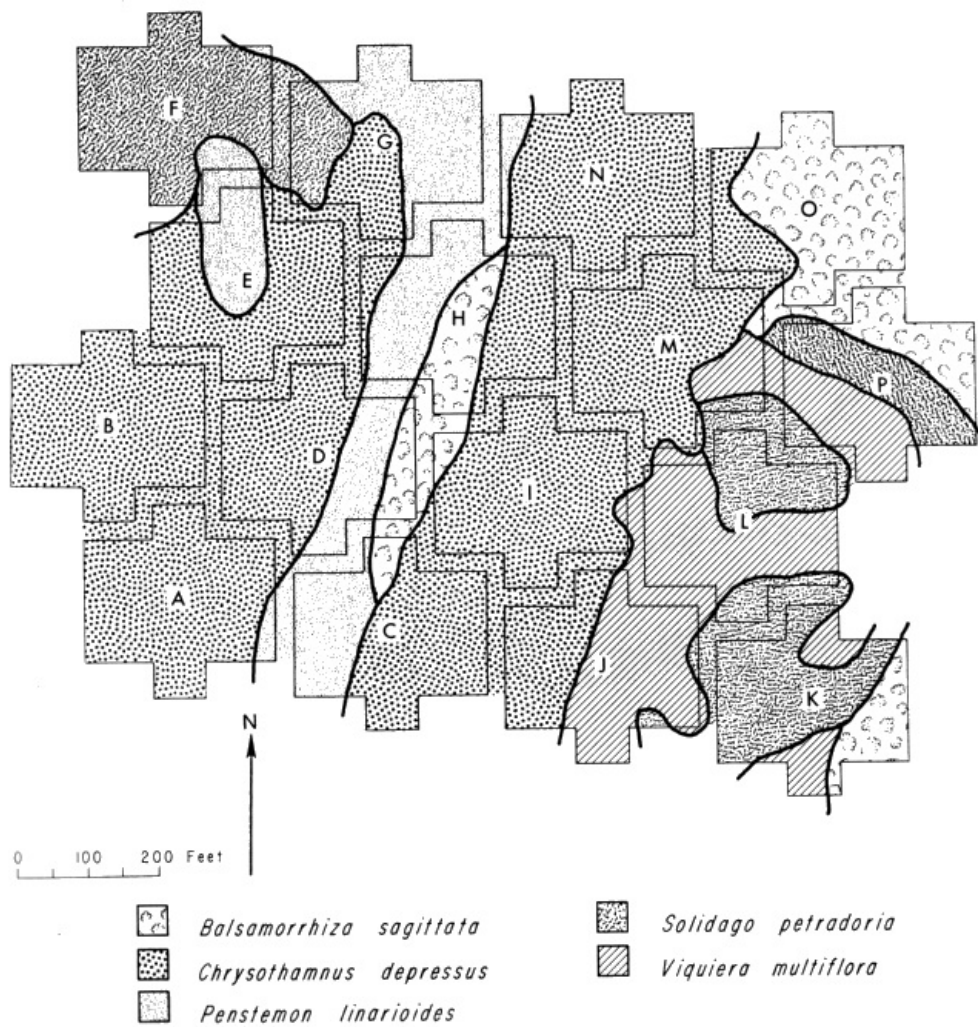 F
G
N
O
E
H
M
P
B
D
I
L
A
C
J
K
N
0 100 200 Feet
Balsamorrhiza sagittata
Chrysothamnus depressus
Penstemon linarioides
Solidago petradoria
Viquiera multiflora